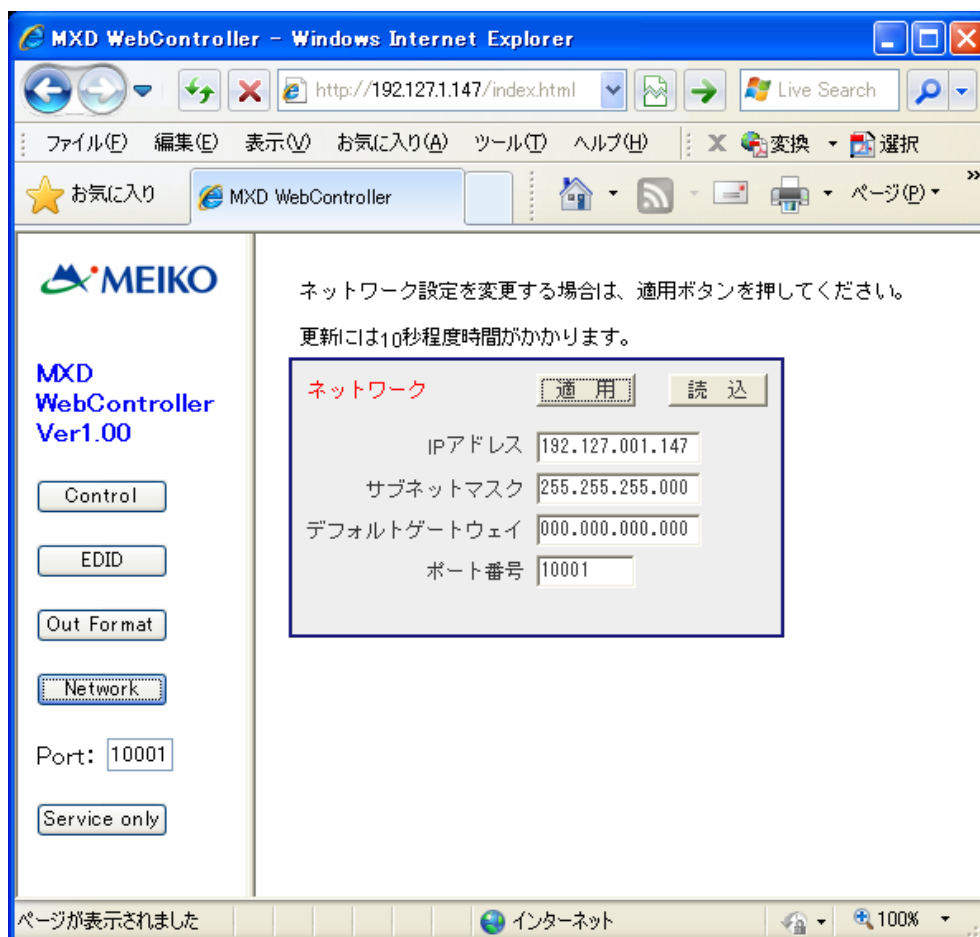 MXD WebController - Windows Internet Explorer
http://192.127.1.147/index.html
Live Search
ファイル(F) 編集(E) 表示(V) お気に入り(A) ツール(T) ヘルプ(H) X 変換 選択
お気に入り MXD WebController ページ(P) »
MEIKO
MXD
WebController
Ver1.00
Control
EDID
Out Format
Network
Port: 10001
Service only
ネットワーク設定を変更する場合は、適用ボタンを押してください。
更新には10秒程度時間がかかります。
ネットワーク 適 用 読 込
IPアドレス 192.127.001.147
サブネットマスク 255.255.255.000
デフォルトゲートウェイ 000.000.000.000
ポート番号 10001
ページが表示されました インターネット 100%